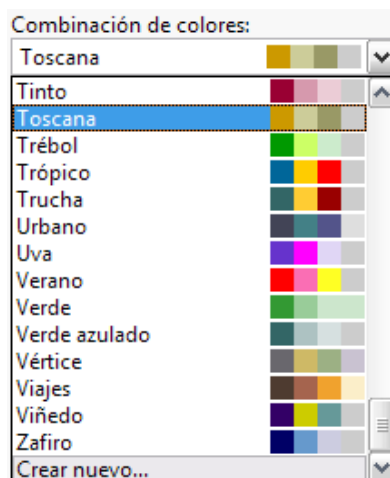 Combinación de colores:
Toscana
Tinto
Toscana
Trébol
Trópico
Trucha
Urbano
Uva
Verano
Verde
Verde azulado
Vértice
Viajes
Viñedo
Zafiro
Crear nuevo...